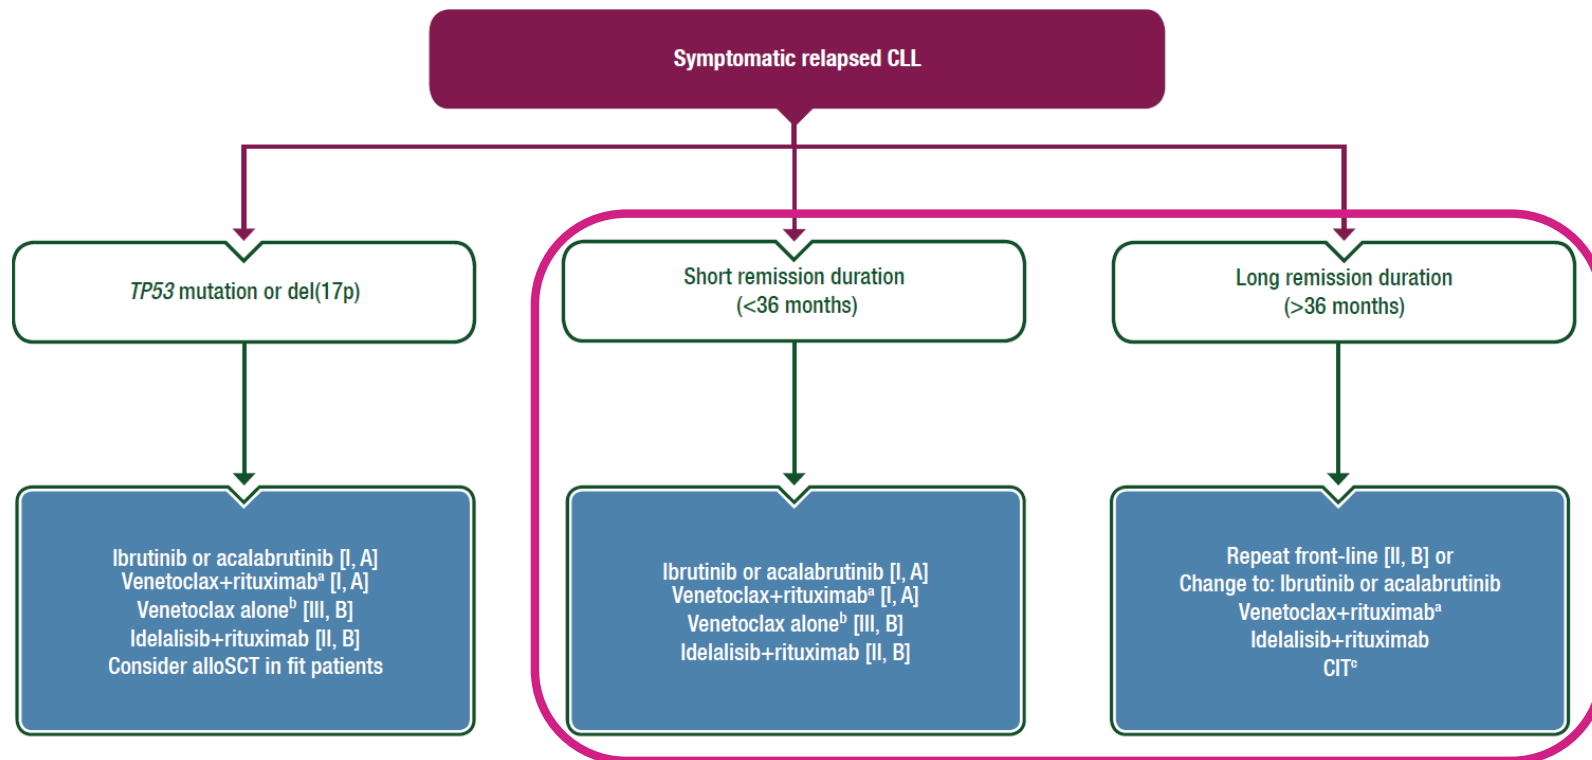 Symptomatic relapsed CLL
TP53 mutation or del(17p)
Short remission duration
(<36 months)
Long remission duration
(>36 months)
Ibrutinib or acalabrutinib [I, A]
Venetoclax+rituximabᵃ [I, A]
Venetoclax aloneᵇ [III, B]
Idelalisib+rituximab [II, B]
Consider alloSCT in fit patients
Ibrutinib or acalabrutinib [I, A]
Venetoclax+rituximabᵃ [I, A]
Venetoclax aloneᵇ [III, B]
Idelalisib+rituximab [II, B]
Repeat front-line [II, B] or
Change to: Ibrutinib or acalabrutinib
Venetoclax+rituximabᵃ
Idelalisib+rituximab
CITᶜ